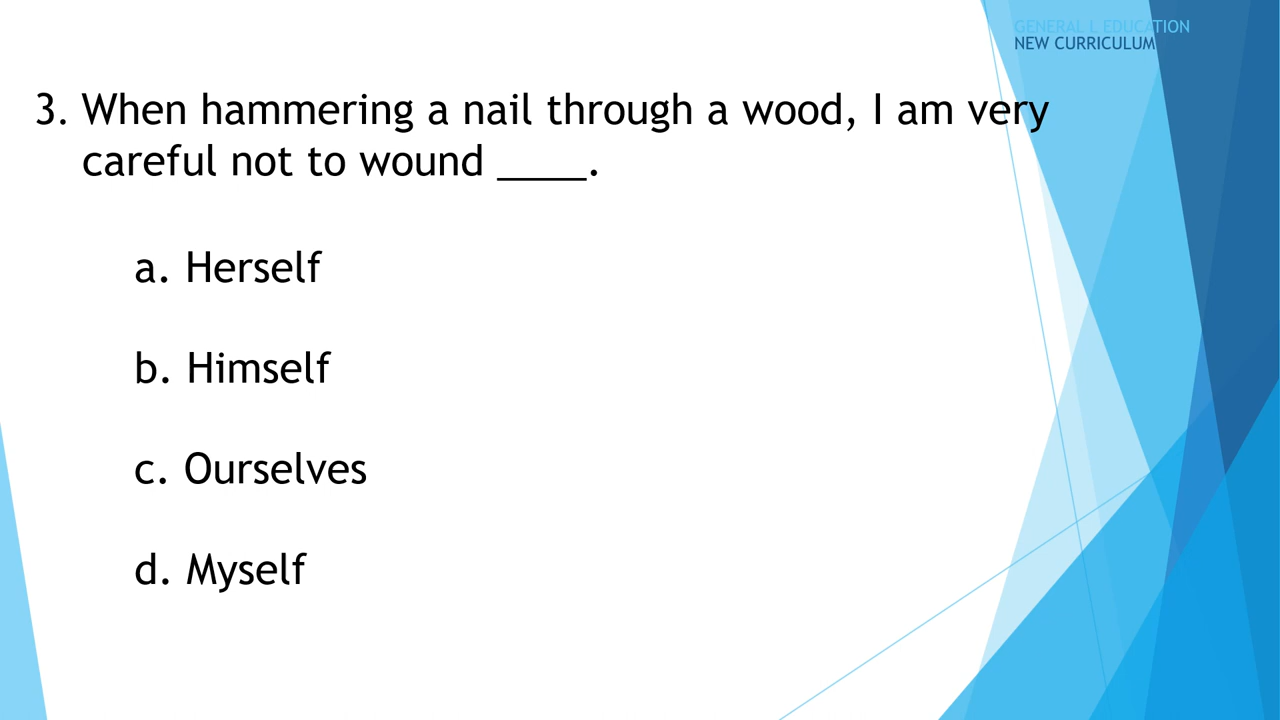 GENERAL L EDUCATION
NEW CURRICULUM
3. When hammering a nail through a wood, I am very
careful not to wound ____.
a. Herself
b. Himself
c. Ourselves
d. Myself